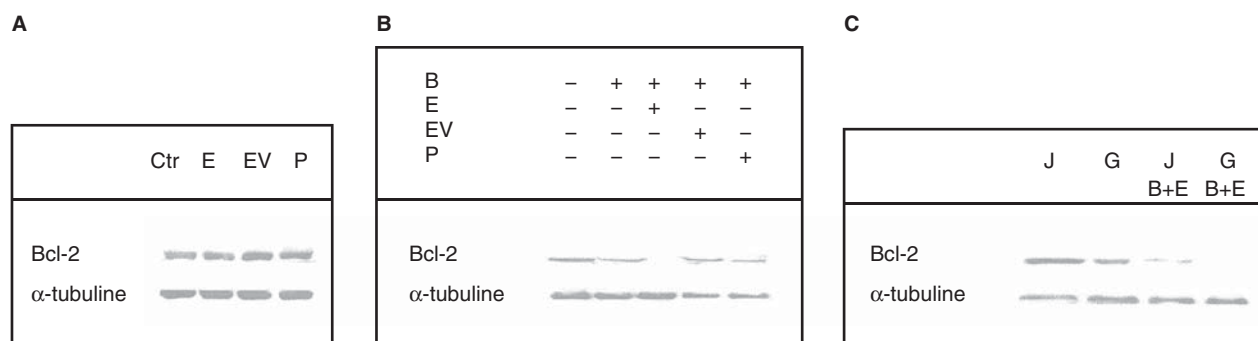 A
Ctr E EV P
Bcl-2
α-tubuline
B
B – + + + +
E – – + – –
EV – – – + –
P – – – – +
Bcl-2
α-tubuline
C
J G J G
B+E B+E
Bcl-2
α-tubuline